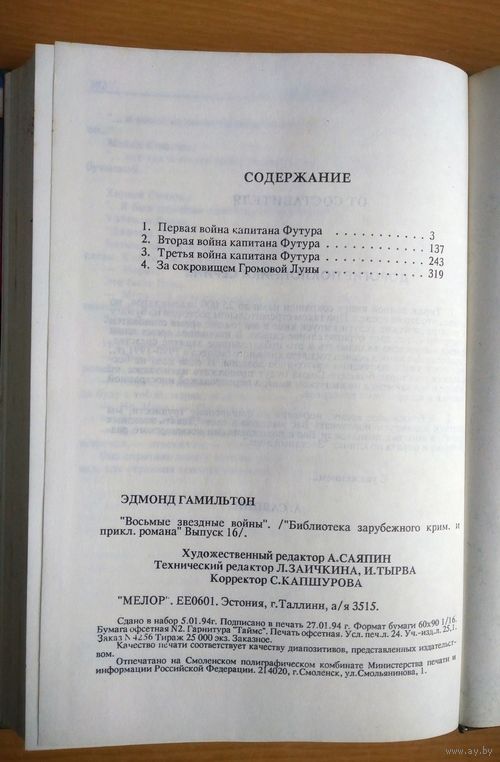 СОДЕРЖАНИЕ
1. Первая война капитана Футура . . . . . . . . . . . 3
2. Вторая война капитана Футура . . . . . . . . . . . 137
3. Третья война капитана Футура . . . . . . . . . . . 243
4. За сокровищем Громовой Луны . . . . . . . . . . . 319
ЭДМОНД ГАМИЛЬТОН
"Восьмые звездные войны". /"Библиотека зарубежного крим. и
прикл. романа" Выпуск 16/.
Художественный редактор А.САЯПИН
Технический редактор Л.ЗАИЧКИНА, И.ТЫРВА
Корректор С.КАПШУРОВА
"МЕЛОР". ЕЕ0601. Эстония, г.Таллинн, а/я 3515.
Сдано в набор 5.01.94г. Подписано в печать 27.01.94 г. Формат бумаги 60х90 1/16.
Бумага офсетная N2. Гарнитура "Таймс". Печать офсетная. Усл. печ.л. 24. Уч.-изд.л. 25,1.
Заказ N 4256 Тираж 25 000 экз. Заказное.
Качество печати соответствует качеству диапозитивов, представленных издательст-
вом.
Отпечатано на Смоленском полиграфическом комбинате Министерства печати и
информации Российской Федерации. 214020, г.Смоленск, ул.Смольянинова, 1.
www.ay.by